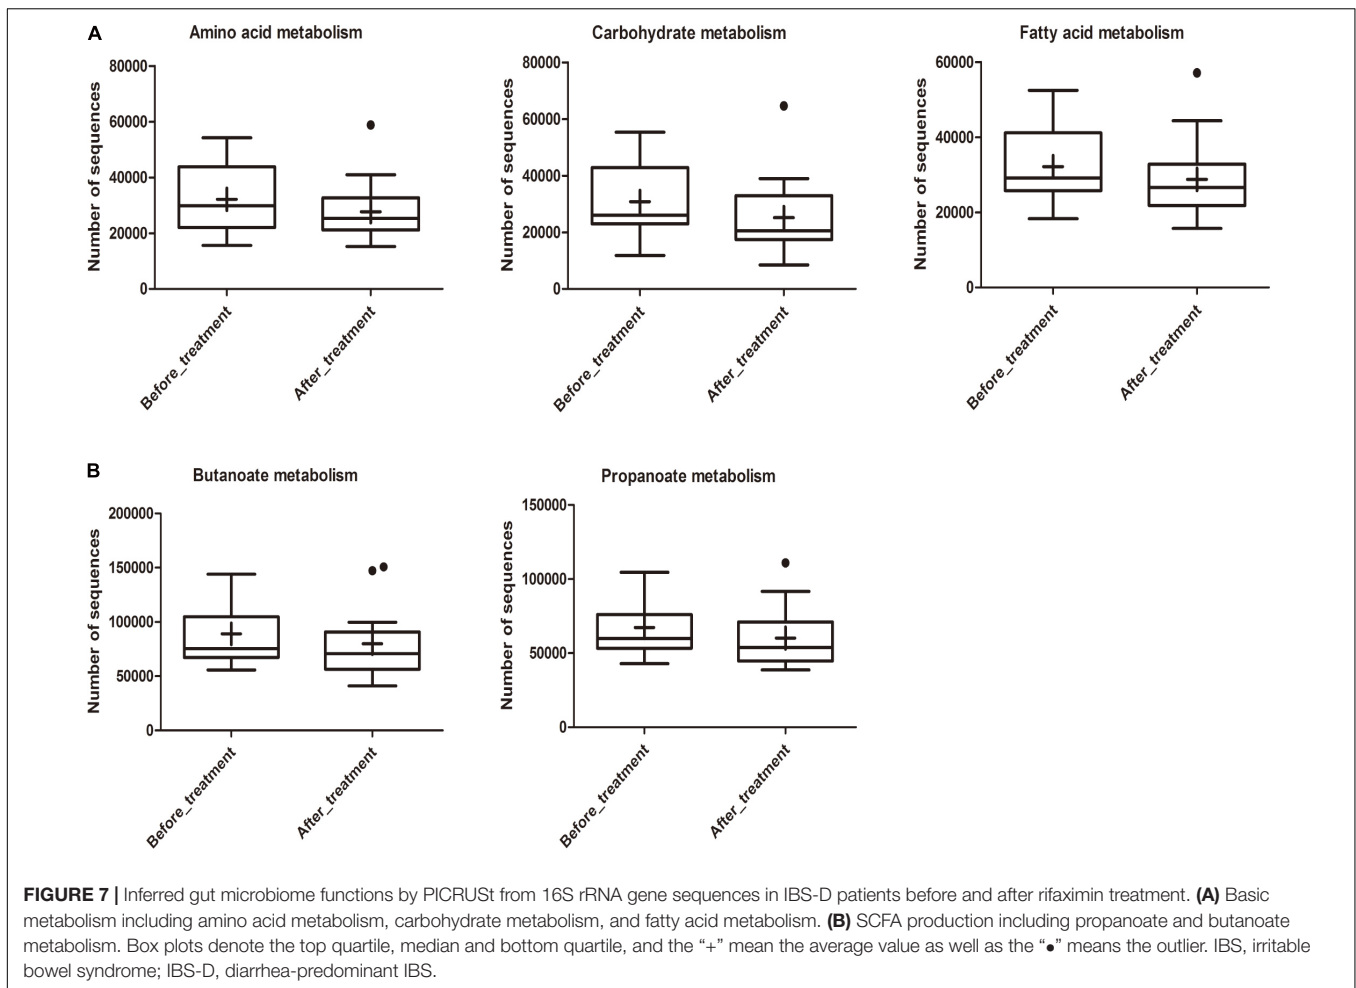 A
Amino acid metabolism
Number of sequences
80000
60000
40000
20000
0
Before_treatment
After_treatment
Carbohydrate metabolism
Number of sequences
80000
60000
40000
20000
0
Before_treatment
After_treatment
Fatty acid metabolism
Number of sequences
60000
40000
20000
0
Before_treatment
After_treatment
B
Butanoate metabolism
Number of sequences
200000
150000
100000
50000
0
Before_treatment
After_treatment
Propanoate metabolism
Number of sequences
150000
100000
50000
0
Before_treatment
After_treatment
FIGURE 7 | Inferred gut microbiome functions by PICRUSt from 16S rRNA gene sequences in IBS-D patients before and after rifaximin treatment. (A) Basic
metabolism including amino acid metabolism, carbohydrate metabolism, and fatty acid metabolism. (B) SCFA production including propanoate and butanoate
metabolism. Box plots denote the top quartile, median and bottom quartile, and the “+” mean the average value as well as the “●” means the outlier. IBS, irritable
bowel syndrome; IBS-D, diarrhea-predominant IBS.